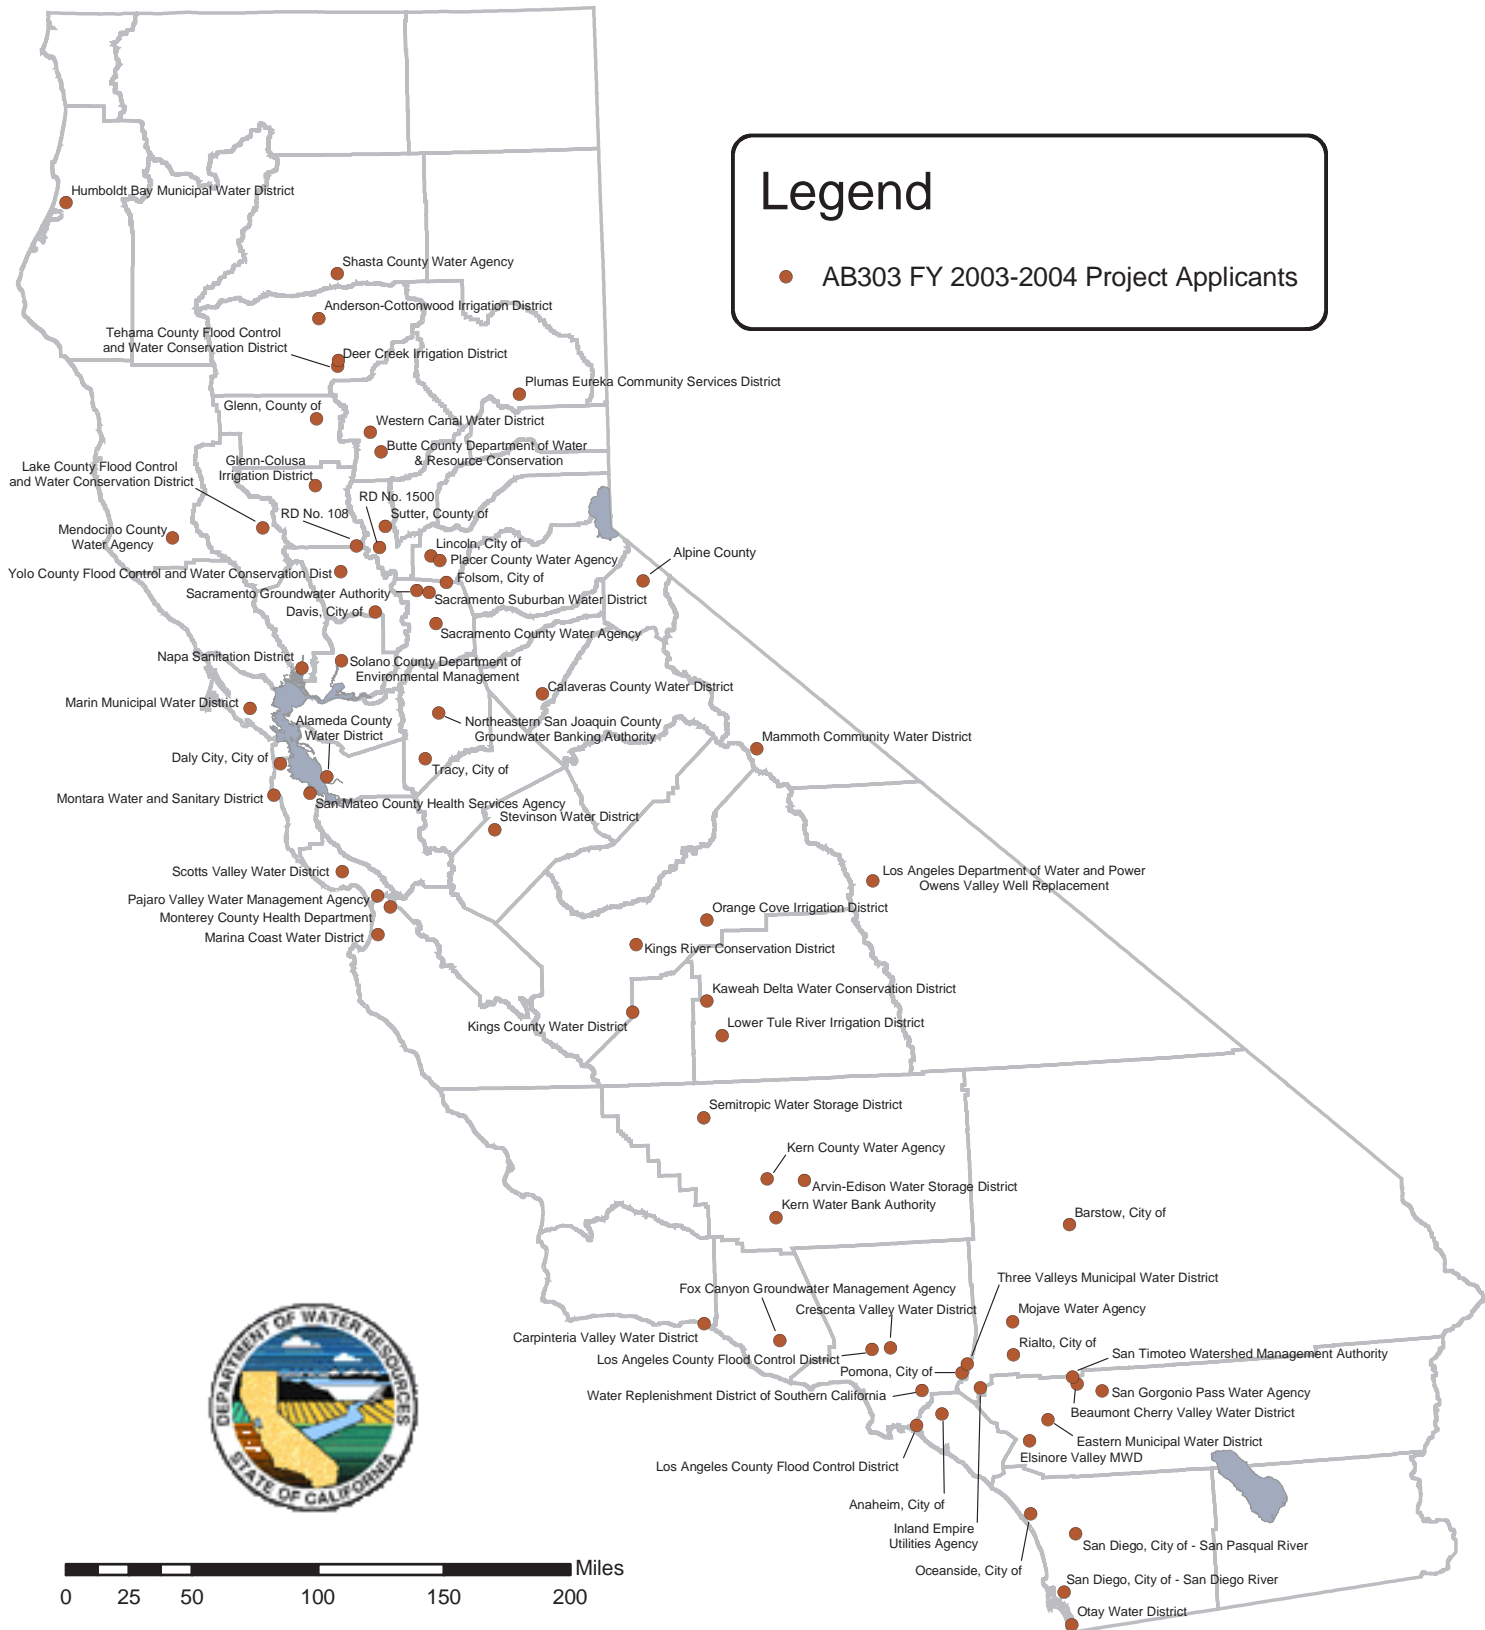 Legend
AB303 FY 2003-2004 Project Applicants
Humboldt Bay Municipal Water District
Shasta County Water Agency
Anderson-Cottonwood Irrigation District
Tehama County Flood Control
and Water Conservation District
Deer Creek Irrigation District
Plumas Eureka Community Services District
Glenn, County of
Western Canal Water District
Butte County Department of Water
& Resource Conservation
Glenn-Colusa
Irrigation District
Lake County Flood Control
and Water Conservation District
RD No. 1500
RD No. 108
Sutter, County of
Mendocino County
Water Agency
Lincoln, City of
Placer County Water Agency
Alpine County
Yolo County Flood Control and Water Conservation Dist
Folsom, City of
Sacramento Groundwater Authority
Sacramento Suburban Water District
Davis, City of
Sacramento County Water Agency
Napa Sanitation District
Solano County Department of
Environmental Management
Calaveras County Water District
Marin Municipal Water District
Alameda County
Water District
Northeastern San Joaquin County
Groundwater Banking Authority
Mammoth Community Water District
Daly City, City of
Tracy, City of
Montara Water and Sanitary District
San Mateo County Health Services Agency
Stevinson Water District
Scotts Valley Water District
Los Angeles Department of Water and Power
Owens Valley Well Replacement
Pajaro Valley Water Management Agency
Monterey County Health Department
Marina Coast Water District
Orange Cove Irrigation District
Kings River Conservation District
Kaweah Delta Water Conservation District
Kings County Water District
Lower Tule River Irrigation District
Semitropic Water Storage District
Kern County Water Agency
Arvin-Edison Water Storage District
Kern Water Bank Authority
Barstow, City of
Three Valleys Municipal Water District
Fox Canyon Groundwater Management Agency
Crescenta Valley Water District
Mojave Water Agency
Carpinteria Valley Water District
Rialto, City of
Los Angeles County Flood Control District
San Timoteo Watershed Management Authority
Pomona, City of
Water Replenishment District of Southern California
San Gorgonio Pass Water Agency
Beaumont Cherry Valley Water District
Eastern Municipal Water District
Elsinore Valley MWD
Los Angeles County Flood Control District
Anaheim, City of
Inland Empire
Utilities Agency
Oceanside, City of
San Diego, City of - San Pasqual River
San Diego, City of - San Diego River
Otay Water District
DEPARTMENT OF WATER RESOURCES
STATE OF CALIFORNIA
Miles
0 25 50 100 150 200